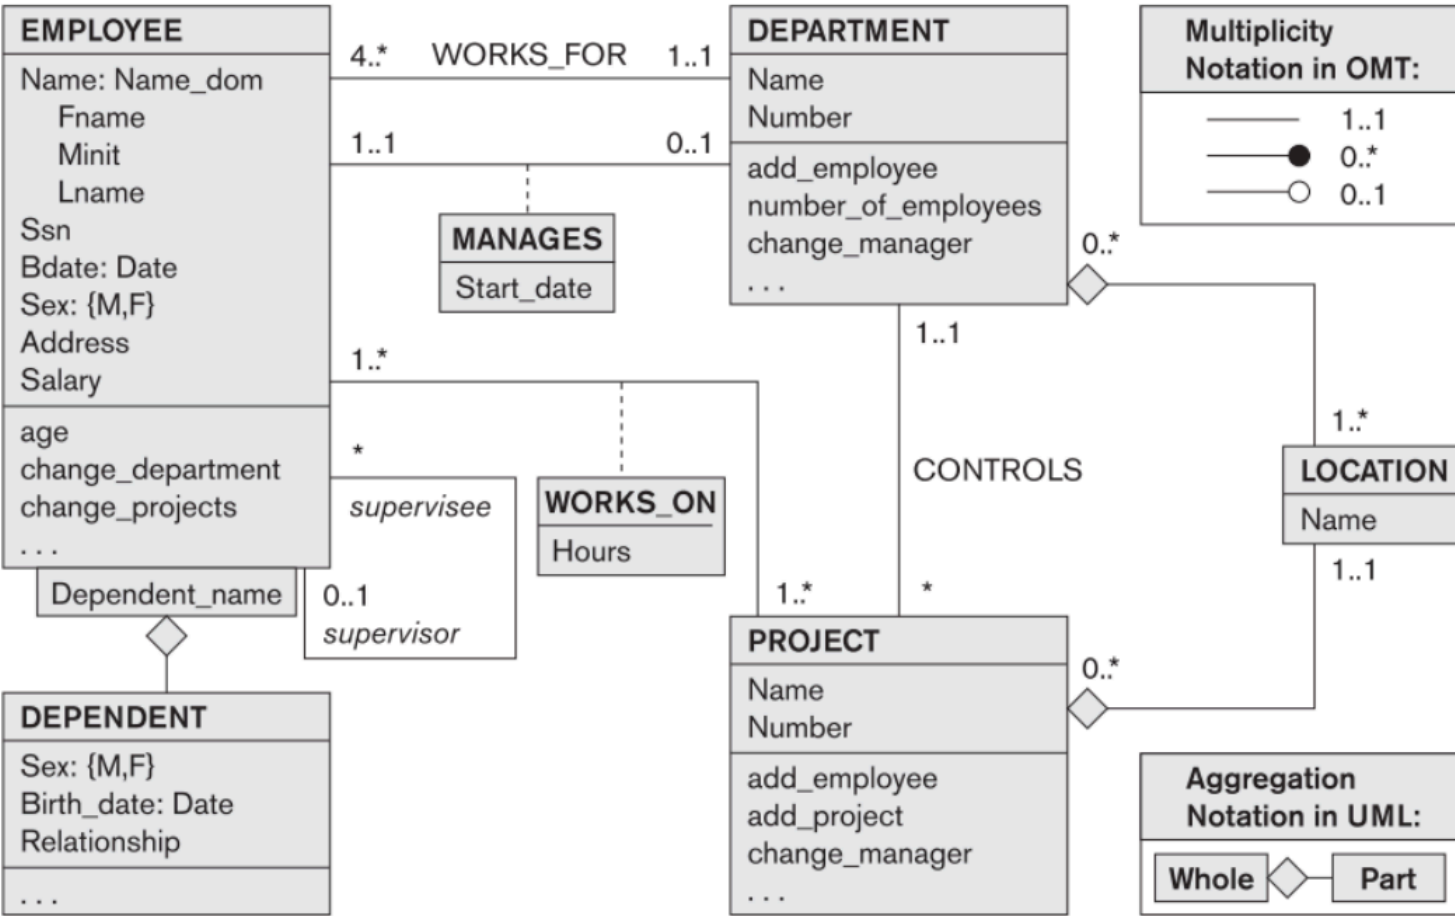 EMPLOYEE
Name: Name_dom
Fname
Minit
Lname
Ssn
Bdate: Date
Sex: {M,F}
Address
Salary
age
change_department
change_projects
. . .
Dependent_name
DEPENDENT
Sex: {M,F}
Birth_date: Date
Relationship
. . .
4..*
WORKS_FOR
1..1
1..1
0..1
MANAGES
Start_date
1..*
*
supervisee
0..1
supervisor
WORKS_ON
Hours
1..*
DEPARTMENT
Name
Number
add_employee
number_of_employees
change_manager
. . .
0..*
1..1
CONTROLS
*
PROJECT
Name
Number
add_employee
add_project
change_manager
. . .
0..*
1..*
LOCATION
Name
1..1
Multiplicity
Notation in OMT:
1..1
0..*
0..1
Aggregation
Notation in UML:
Whole
Part